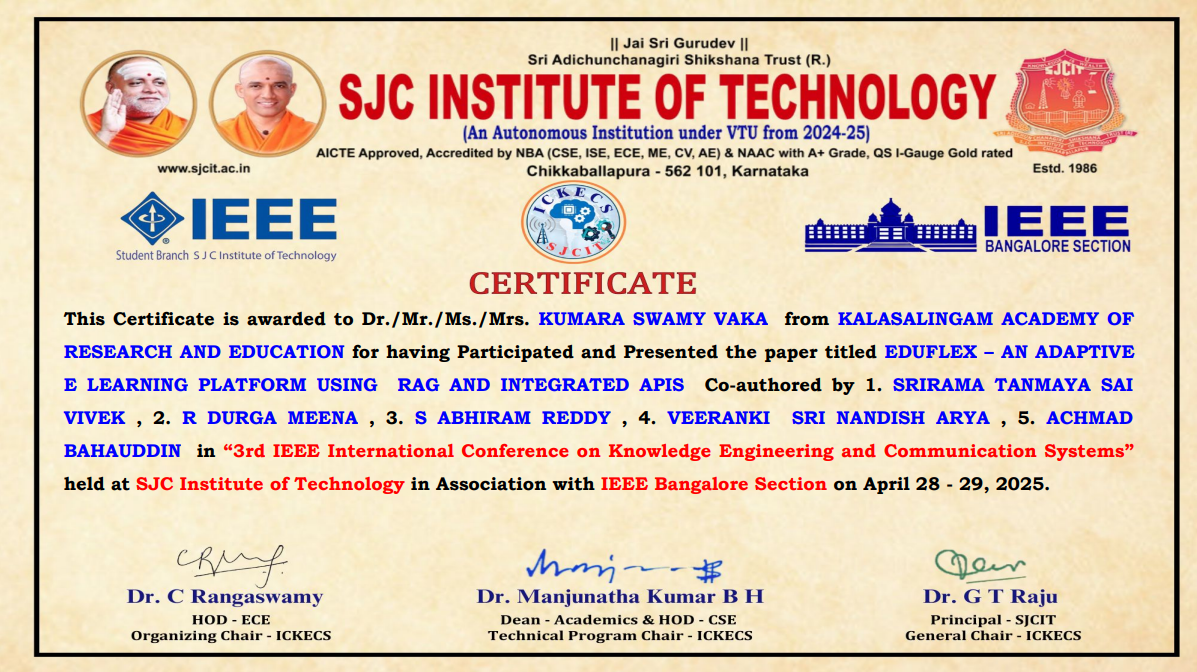 || Jai Sri Gurudev ||
Sri Adichunchanagiri Shikshana Trust (R.)
SJC INSTITUTE OF TECHNOLOGY
(An Autonomous Institution under VTU from 2024-25)
AICTE Approved, Accredited by NBA (CSE, ISE, ECE, ME, CV, AE) & NAAC with A+ Grade, QS I-Gauge Gold rated
Chikkaballapura - 562 101, Karnataka
www.sjcit.ac.in
SJCIT
Estd. 1986
IEEE
Student Branch S J C Institute of Technology
ICKECS
SJCIT
IEEE
BANGALORE SECTION
CERTIFICATE
This Certificate is awarded to Dr./Mr./Ms./Mrs. KUMARA SWAMY VAKA from KALASALINGAM ACADEMY OF
RESEARCH AND EDUCATION for having Participated and Presented the paper titled EDUFLEX – AN ADAPTIVE
E LEARNING PLATFORM USING RAG AND INTEGRATED APIS Co-authored by 1. SRIRAMA TANMAYA SAI
VIVEK , 2. R DURGA MEENA , 3. S ABHIRAM REDDY , 4. VEERANKI SRI NANDISH ARYA , 5. ACHMAD
BAHAUDDIN in “3rd IEEE International Conference on Knowledge Engineering and Communication Systems”
held at SJC Institute of Technology in Association with IEEE Bangalore Section on April 28 - 29, 2025.
Dr. C Rangaswamy
HOD - ECE
Organizing Chair - ICKECS
Dr. Manjunatha Kumar B H
Dean - Academics & HOD - CSE
Technical Program Chair - ICKECS
Dr. G T Raju
Principal - SJCIT
General Chair - ICKECS